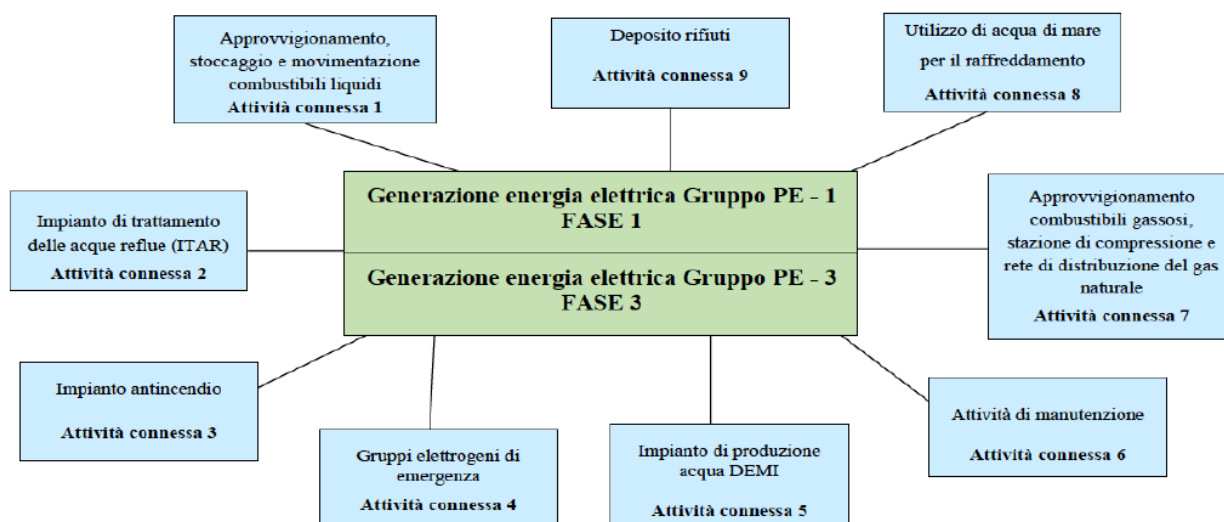 Approvvigionamento,
stoccaggio e movimentazione
combustibili liquidi
Attività connessa 1
Deposito rifiuti
Attività connessa 9
Utilizzo di acqua di mare
per il raffreddamento
Attività connessa 8
Impianto di trattamento
delle acque reflue (ITAR)
Attività connessa 2
Generazione energia elettrica Gruppo PE - 1
FASE 1
Generazione energia elettrica Gruppo PE - 3
FASE 3
Approvvigionamento
combustibili gassosi,
stazione di compressione e
rete di distribuzione del gas
naturale
Attività connessa 7
Impianto antincendio
Attività connessa 3
Gruppi elettrogeni di
emergenza
Attività connessa 4
Impianto di produzione
acqua DEMI
Attività connessa 5
Attività di manutenzione
Attività connessa 6